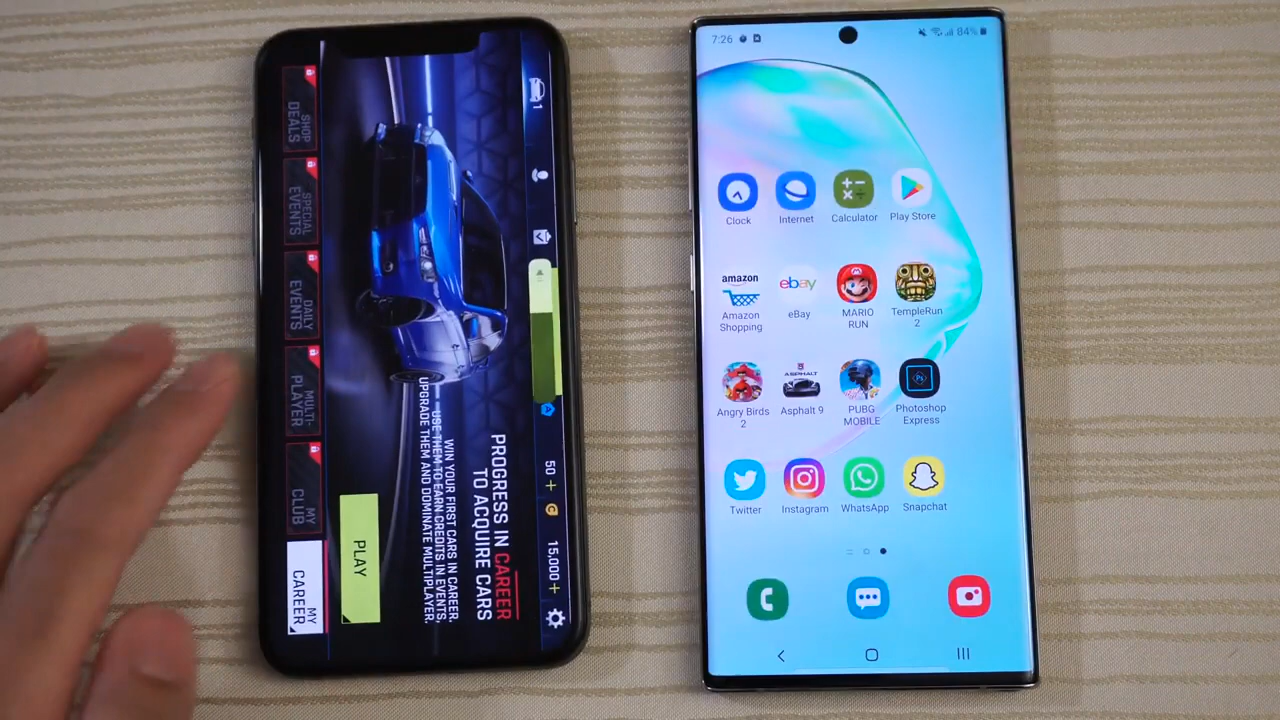 1
50 +
15,000 +
SHOP
DEALS
SPECIAL
EVENTS
DAILY
EVENTS
MULTI-
PLAYER
MY
CLUB
MY
CAREER
PROGRESS IN CAREER
TO ACQUIRE CARS
WIN YOUR FIRST CARS IN CAREER.
USE THEM TO EARN CREDITS IN EVENTS,
UPGRADE THEM AND DOMINATE MULTIPLAYER.
PLAY
7:26
84%
Clock
Internet
Calculator
Play Store
amazon
ebay
Amazon
Shopping
eBay
MARIO
RUN
TempleRun
2
ASPHALT
Ps
Angry Birds
2
Asphalt 9
PUBG
MOBILE
Photoshop
Express
Twitter
Instagram
WhatsApp
Snapchat